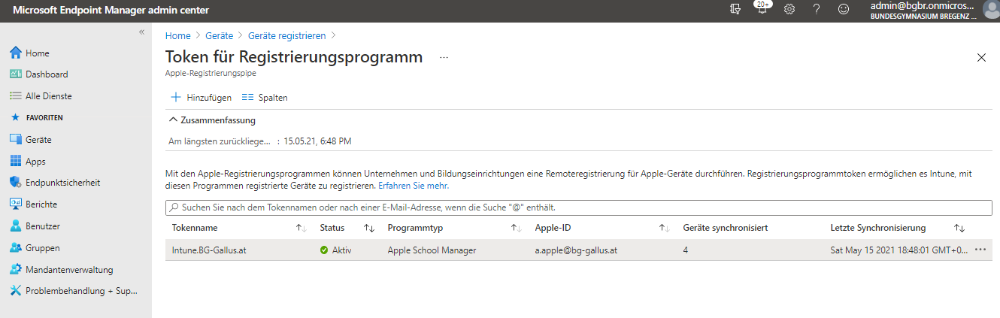 Microsoft Endpoint Manager admin center
20+
admin@bgbr.onmicros...
BUNDESGYMNASIUM BREGENZ ...
«
Home
Dashboard
Alle Dienste
FAVORITEN
Geräte
Apps
Endpunktsicherheit
Berichte
Benutzer
Gruppen
Mandantenverwaltung
Problembehandlung + Sup...
Home > Geräte > Geräte registrieren >
Token für Registrierungsprogramm ...
Apple-Registrierungspipe
Hinzufügen Spalten
Zusammenfassung
Am längsten zurückliege... : 15.05.21, 6:48 PM
Mit den Apple-Registrierungsprogrammen können Unternehmen und Bildungseinrichtungen eine Remoteregistrierung für Apple-Geräte durchführen. Registrierungsprogrammtoken ermöglichen es Intune, mit
diesen Programmen registrierte Geräte zu registrieren. Erfahren Sie mehr.
Suchen Sie nach dem Tokennamen oder nach einer E-Mail-Adresse, wenn die Suche "@" enthält.
Tokenname Status Programmtyp Apple-ID Geräte synchronisiert Letzte Synchronisierung
Intune.BG-Gallus.at Aktiv Apple School Manager a.apple@bg-gallus.at 4 Sat May 15 2021 18:48:01 GMT+0... ...